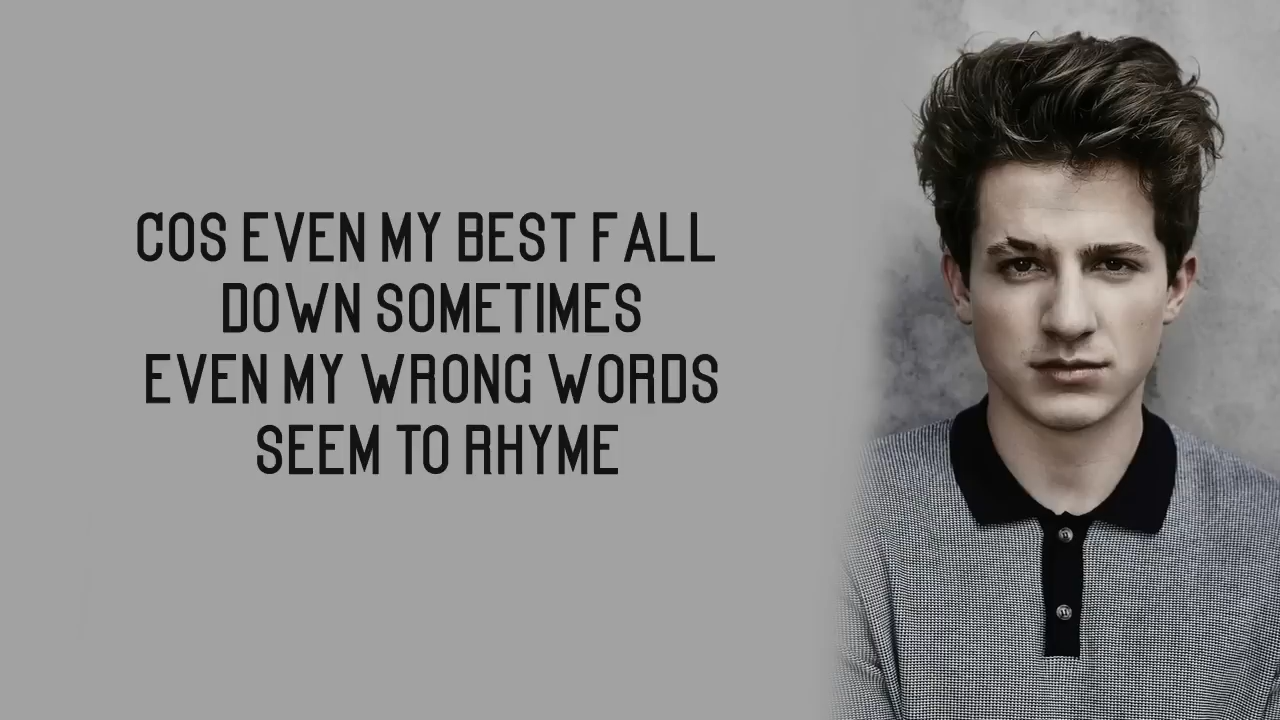 COS EVEN MY BEST FALL
DOWN SOMETIMES
EVEN MY WRONG WORDS
SEEM TO RHYME